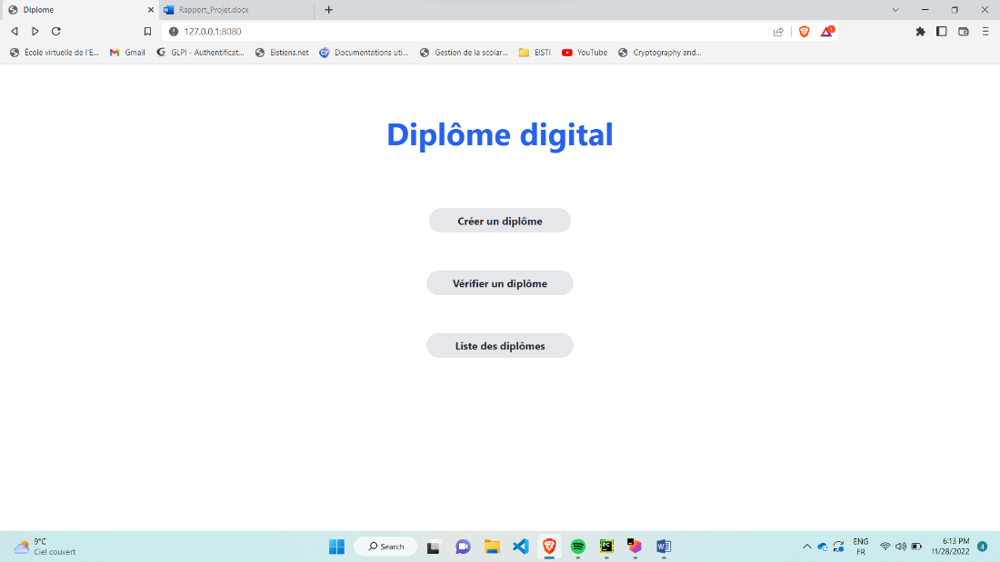 Diplome
Rapport_Projet.docx
127.0.0.1:8080
École virtuelle de l'E... Gmail GLPI - Authentificat... Eistiens.net Documentations uti... Gestion de la scolar... EISTI YouTube Cryptography and...
Diplôme digital
Créer un diplôme
Vérifier un diplôme
Liste des diplômes
9°C
Ciel couvert
Search
ENG
FR
6:13 PM
11/28/2022
4